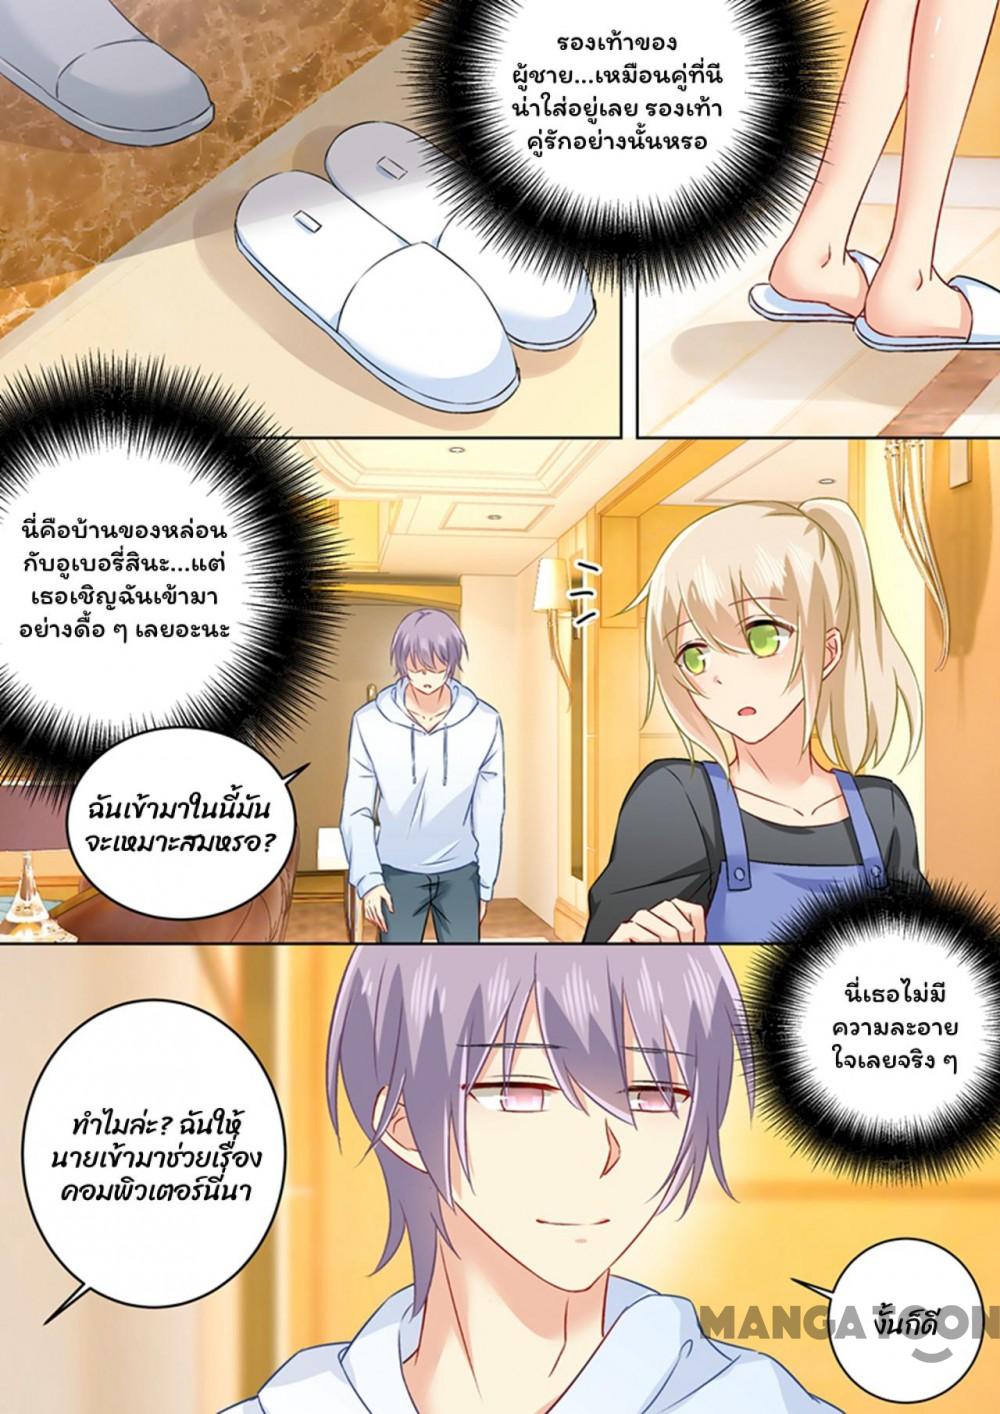 รองเท้าของ
ผู้ชาย...เหมือนคู่ที่นี
น่าใส่อยู่เลย รองเท้า
คู่รักอย่างนั้นหรอ
นี่คือบ้านของหล่อน
กับอูเบอรี่สินะ...แต่
เธอเชิญฉันเข้ามา
อย่างดื้อ ๆ เลยอะนะ
ฉันเข้ามาในนี้มัน
จะเหมาะสมหรอ?
นี่เธอไม่มี
ความละอาย
ใจเลยจริง ๆ
ทำไมล่ะ? ฉันให้
นายเข้ามาช่วยเรื่อง
คอมพิวเตอร์นี่นา
งั้นก็ดี
MANGATOON